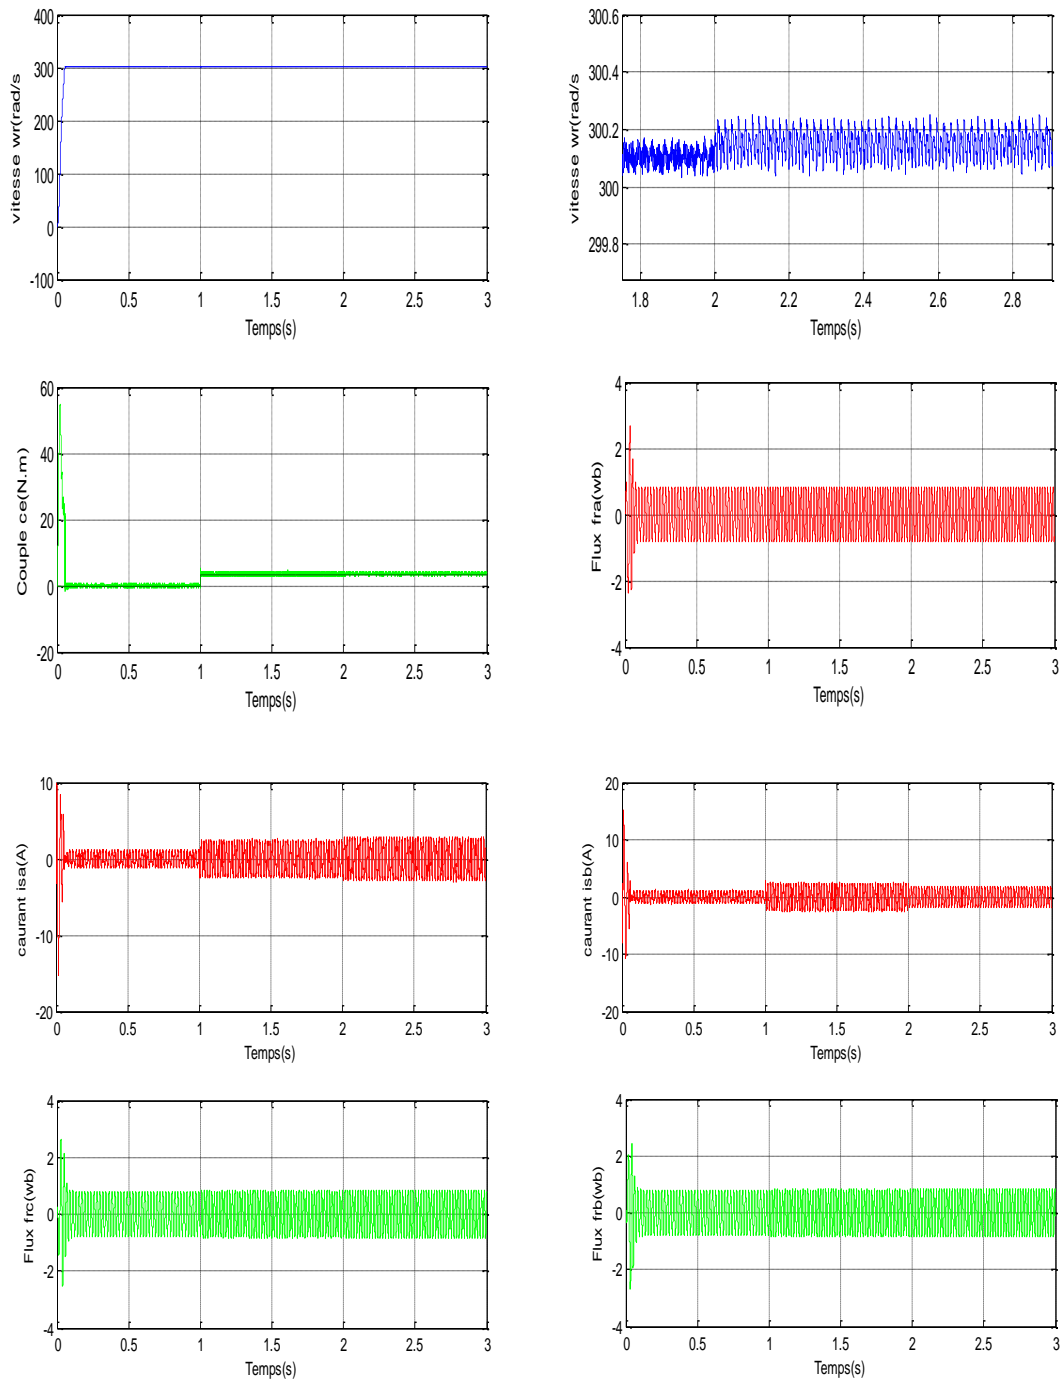 400
300
200
100
0
-100
vitesse wr(rad/s
0 0.5 1 1.5 2 2.5 3
Temps(s)
300.6
300.4
300.2
300
299.8
vitesse wr(rad/s
1.8 2 2.2 2.4 2.6 2.8
Temps(s)
60
40
20
0
-20
Couple ce(N.m)
0 0.5 1 1.5 2 2.5 3
Temps(s)
4
2
0
-2
-4
Flux fra(wb)
0 0.5 1 1.5 2 2.5 3
Temps(s)
10
0
-10
-20
caurant isa(A)
0 0.5 1 1.5 2 2.5 3
Temps(s)
20
10
0
-10
-20
caurant isb(A)
0 0.5 1 1.5 2 2.5 3
Temps(s)
4
2
0
-2
-4
Flux frc(wb)
0 0.5 1 1.5 2 2.5 3
Temps(s)
4
2
0
-2
-4
Flux frb(wb)
0 0.5 1 1.5 2 2.5 3
Temps(s)